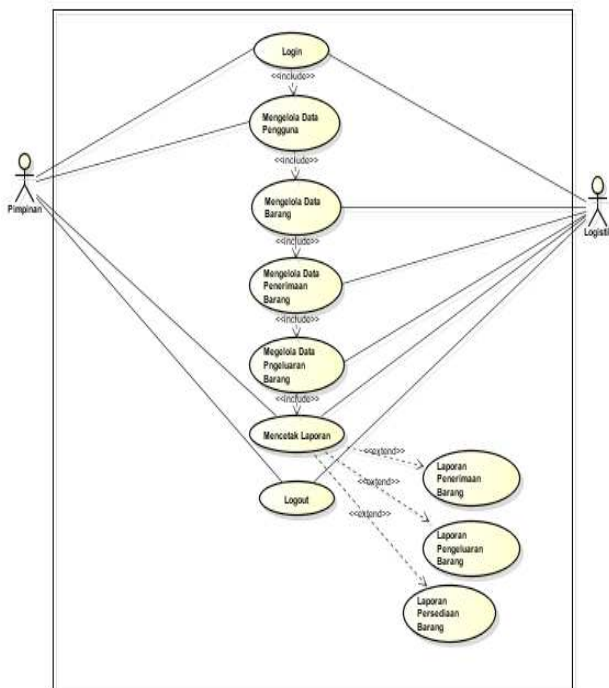 Login
<<include>>
Mengelola Data
Pengguna
<<include>>
Pimpinan
Mengelola Data
Barang
Logisti
<<include>>
Mengelola Data
Penerimaan
Barang
<<include>>
Megelola Data
Pngeluaran
Barang
<<include>>
Mencetak Laporan
<<extend>>
Laporan
Penerimaan
Barang
<<extend>>
Logout
<<extend>>
Laporan
Pengeluaran
Barang
Laporan
Persediaan
Barang